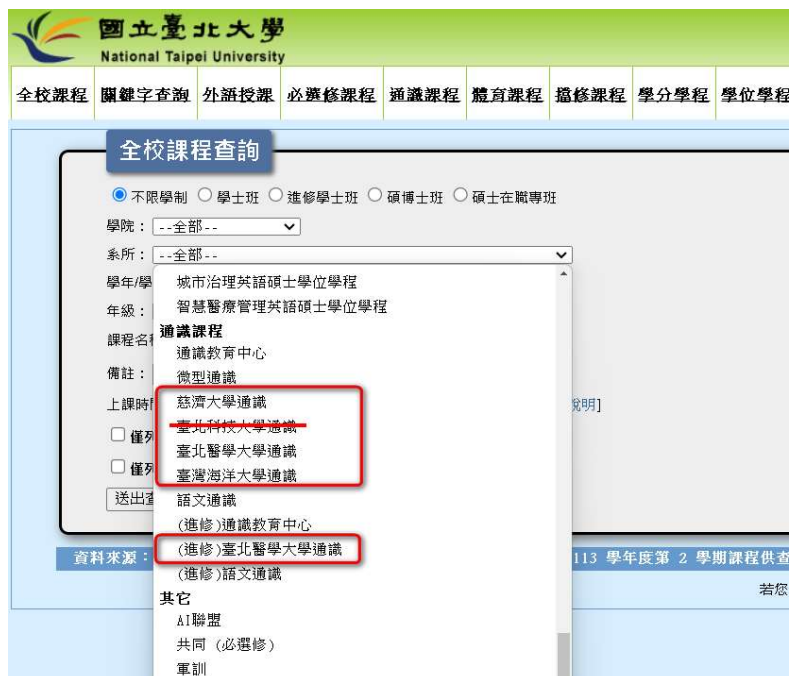 國立臺北大學
National Taipei University
全校課程 關鍵字查詢 外語授課 必選修課程 通識課程 體育課程 擋修課程 學分學程 學位學程
全校課程查詢
不限學制 學士班 進修學士班 碩博士班 碩士在職專班
學院： --全部--
系所： --全部--
學年/學
城市治理英語碩士學位學程
年級：
智慧醫療管理英語碩士學位學程
通識課程
課程名稱
通識教育中心
備註：
微型通識
上課時間
慈濟大學通識
說明]
臺北科技大學通識
僅列
臺北醫學大學通識
僅列
臺灣海洋大學通識
送出查
語文通識
(進修)通識教育中心
資料來源：
(進修)臺北醫學大學通識
113 學年度第 2 學期課程供查
(進修)語文通識
若您
其它
AI聯盟
共同 (必選修)
軍訓